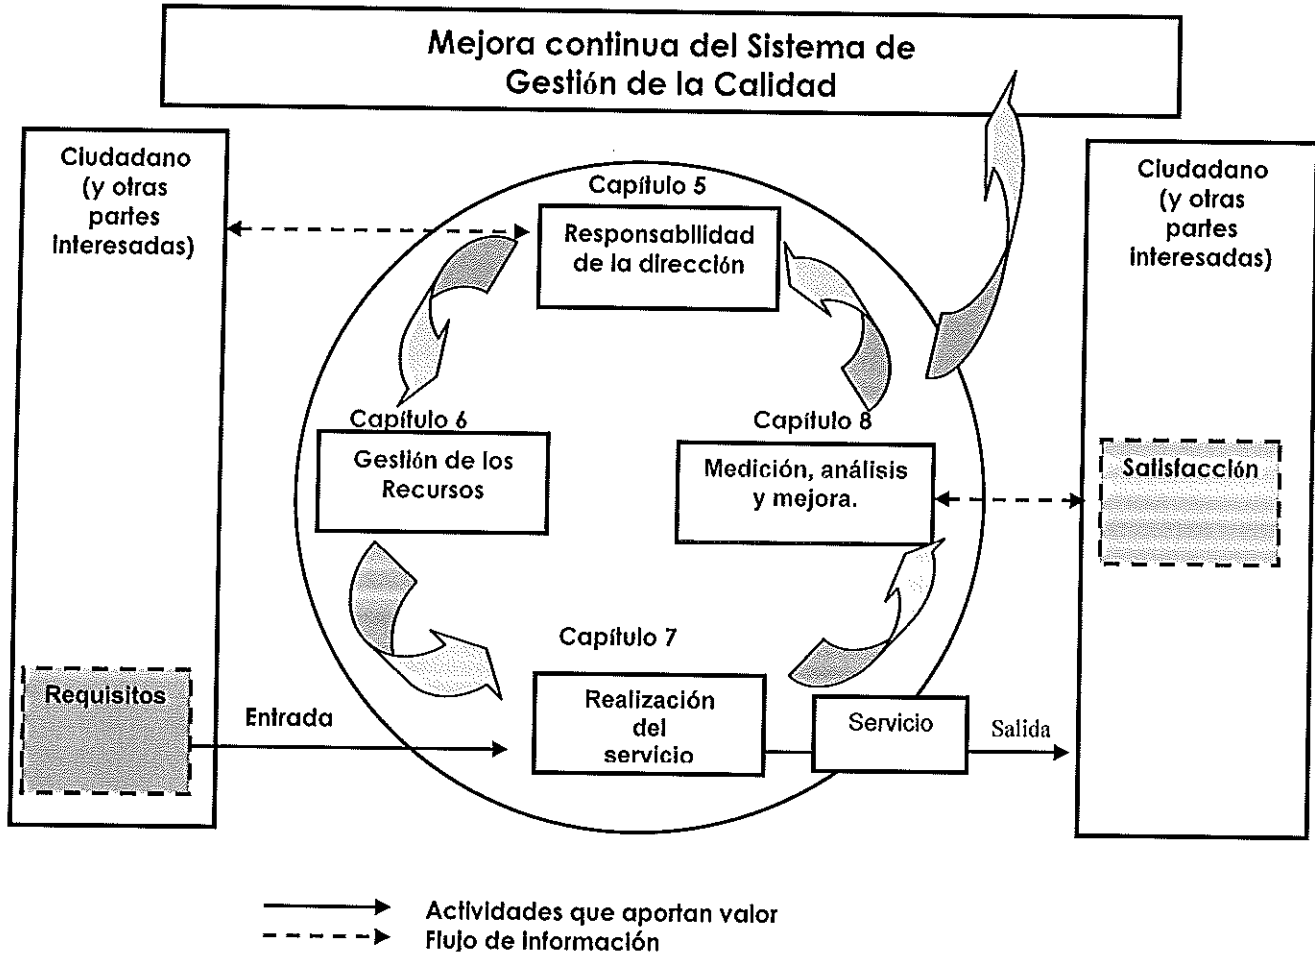 Mejora continua del Sistema de
Gestión de la Calidad
Ciudadano
(y otras
partes
interesadas)
Ciudadano
(y otras
partes
interesadas)
Capítulo 5
Responsabilidad
de la dirección
Capítulo 6
Gestión de los
Recursos
Capítulo 8
Medición, análisis
y mejora.
Satisfacción
Capítulo 7
Requisitos
Entrada
Realización
del
servicio
Servicio
Salida
Actividades que aportan valor
Flujo de información